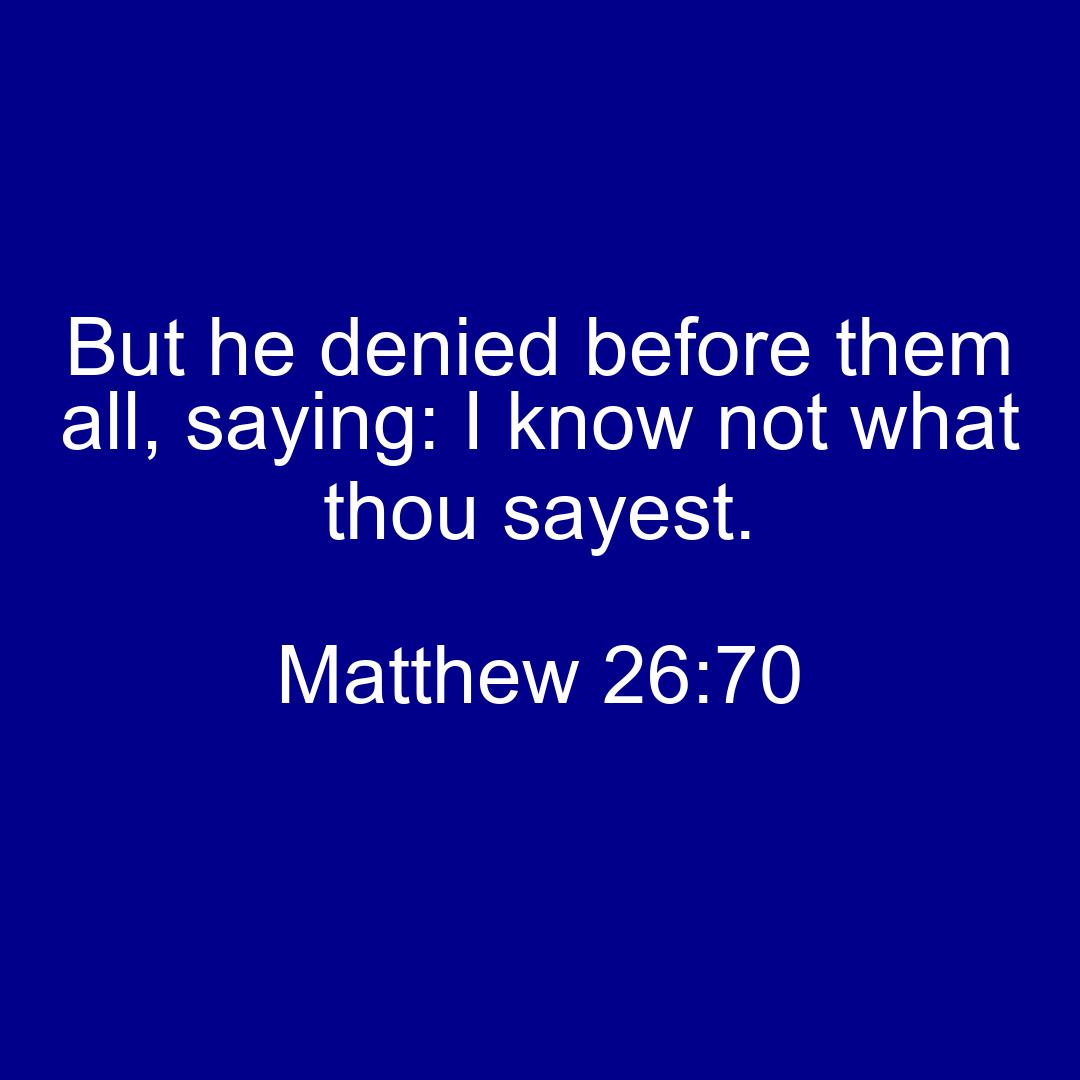 But he denied before them
all, saying: I know not what
thou sayest.
Matthew 26:70